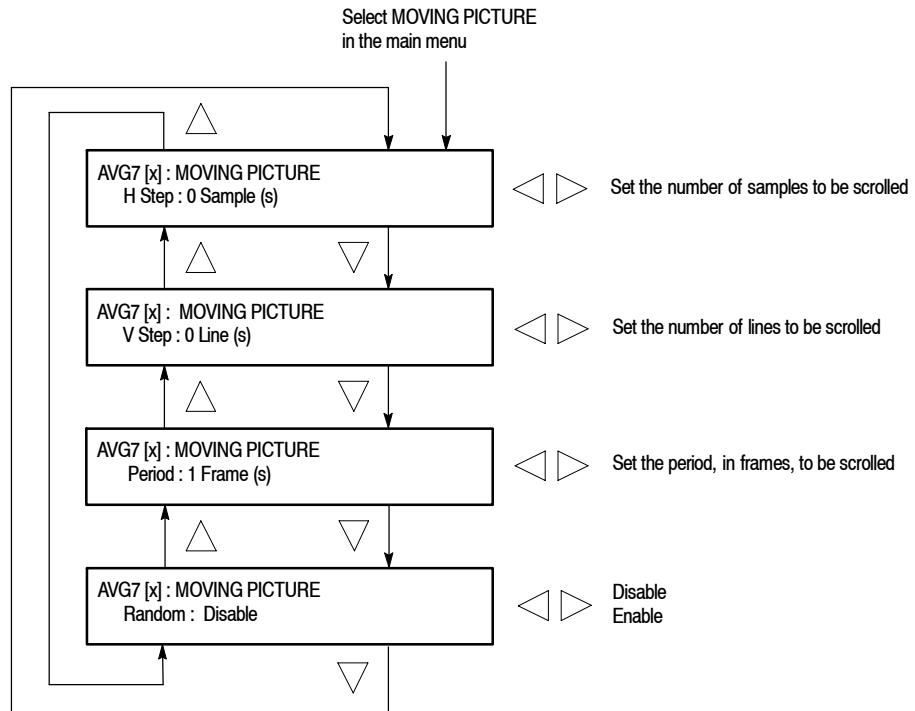 Select MOVING PICTURE
in the main menu
AVG7 [x] : MOVING PICTURE
H Step : 0 Sample (s)
Set the number of samples to be scrolled
AVG7 [x] :  MOVING PICTURE
V Step : 0 Line (s)
Set the number of lines to be scrolled
AVG7 [x] : MOVING PICTURE
Period : 1 Frame (s)
Set the period, in frames, to be scrolled
AVG7 [x] : MOVING PICTURE
Random :  Disable
Disable
Enable